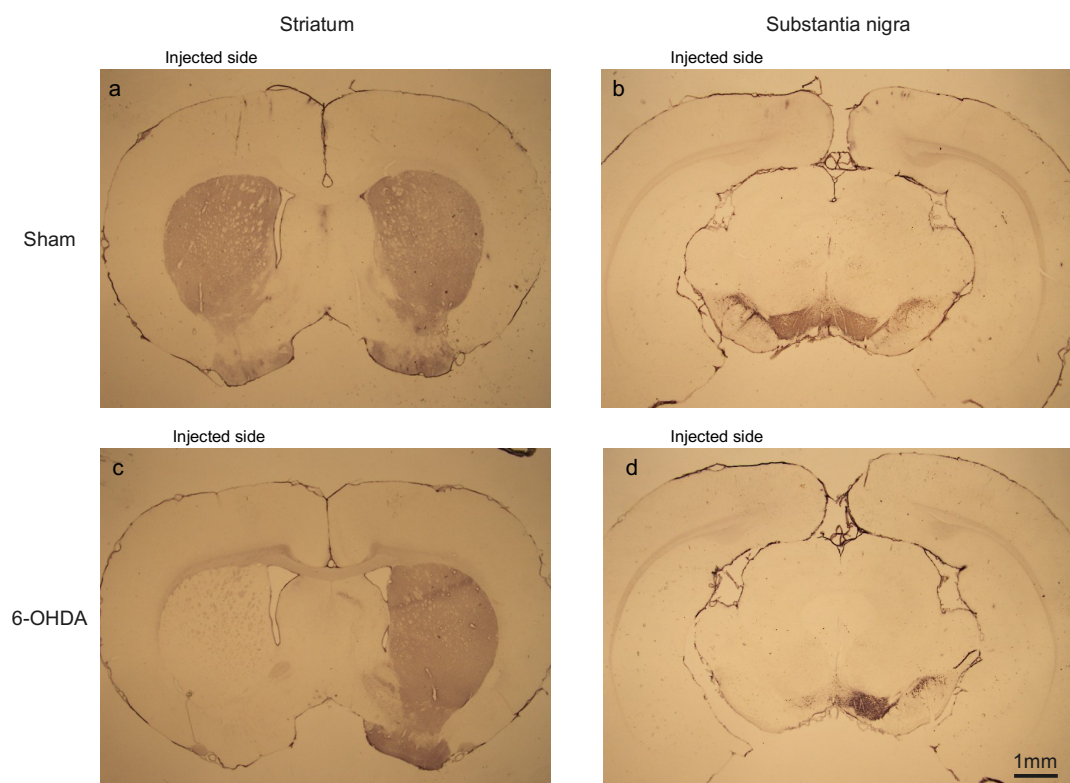 Striatum
Substantia nigra
Injected side
Injected side
a
b
Sham
Injected side
Injected side
c
d
6-OHDA
1mm